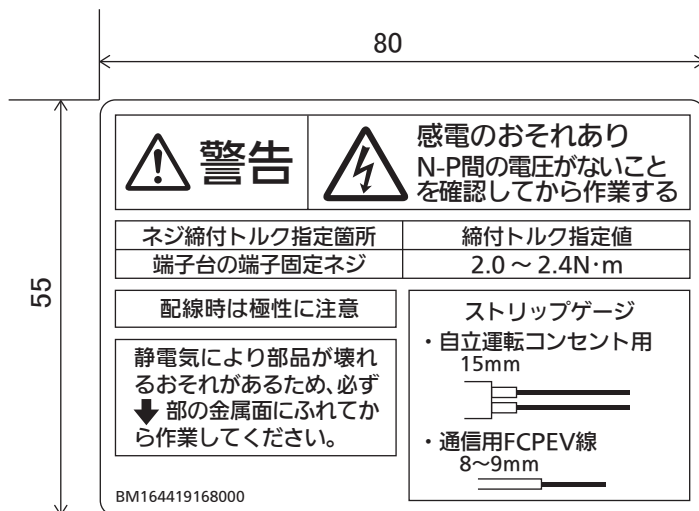 80
55
警告
感電のおそれあり
N-P間の電圧がないこと
を確認してから作業する
ネジ締付トルク指定箇所
締付トルク指定値
端子台の端子固定ネジ
2.0～2.4N·m
配線時は極性に注意
静電気により部品が壊れ
るおそれがあるため、必ず
部の金属面にふれてか
ら作業してください。
ストリップゲージ
・自立運転コンセント用
15mm
・通信用FCPEV線
8～9mm
BM164419168000